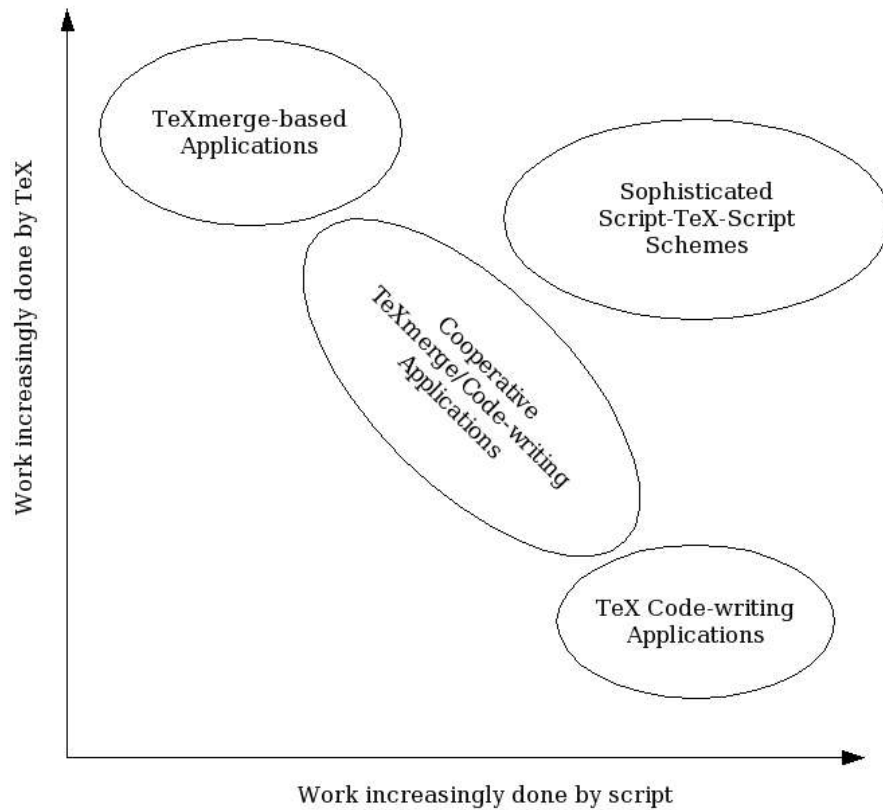 TeXmerge-based
Applications
Sophisticated
Script-TeX-Script
Schemes
Cooperative
TeXmerge/Code-writing
Applications
TeX Code-writing
Applications
Work increasingly done by TeX
Work increasingly done by script